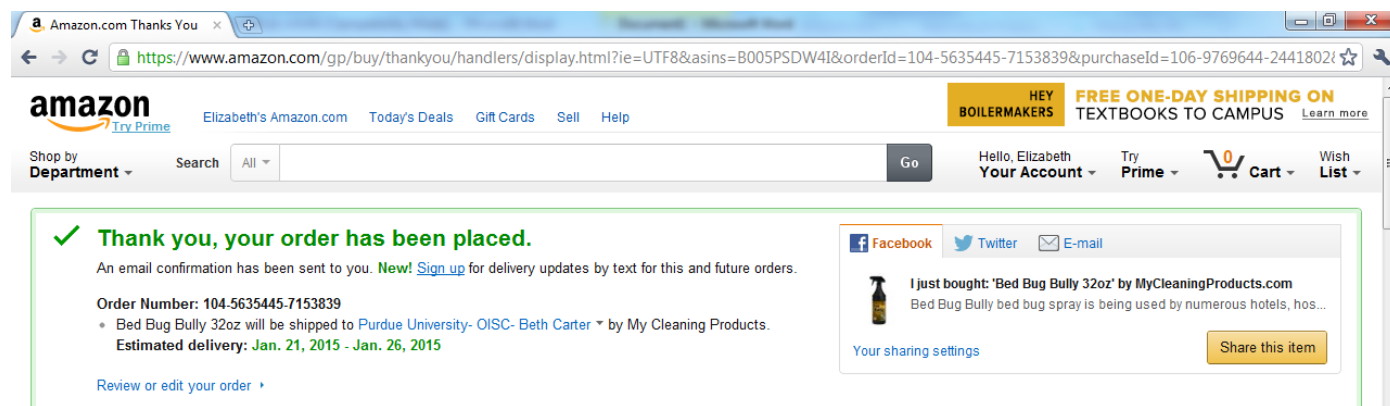 Amazon.com Thanks You
https://www.amazon.com/gp/buy/thankyou/handlers/display.html?ie=UTF8&asins=B005PSDW4I&orderId=104-5635445-7153839&purchaseId=106-9769644-2441802
amazon
Try Prime
Elizabeth's Amazon.com Today's Deals Gift Cards Sell Help
HEY BOILERMAKERS
FREE ONE-DAY SHIPPING ON
TEXTBOOKS TO CAMPUS Learn more
Shop by
Department
Search All Go
Hello, Elizabeth
Your Account
Try
Prime
0
Cart
Wish
List
Thank you, your order has been placed.
An email confirmation has been sent to you. New! Sign up for delivery updates by text for this and future orders.
Order Number: 104-5635445-7153839
• Bed Bug Bully 32oz will be shipped to Purdue University- OISC- Beth Carter by My Cleaning Products.
Estimated delivery: Jan. 21, 2015 - Jan. 26, 2015
Review or edit your order
Facebook Twitter E-mail
I just bought: 'Bed Bug Bully 32oz' by MyCleaningProducts.com
Bed Bug Bully bed bug spray is being used by numerous hotels, hos...
Your sharing settings
Share this item